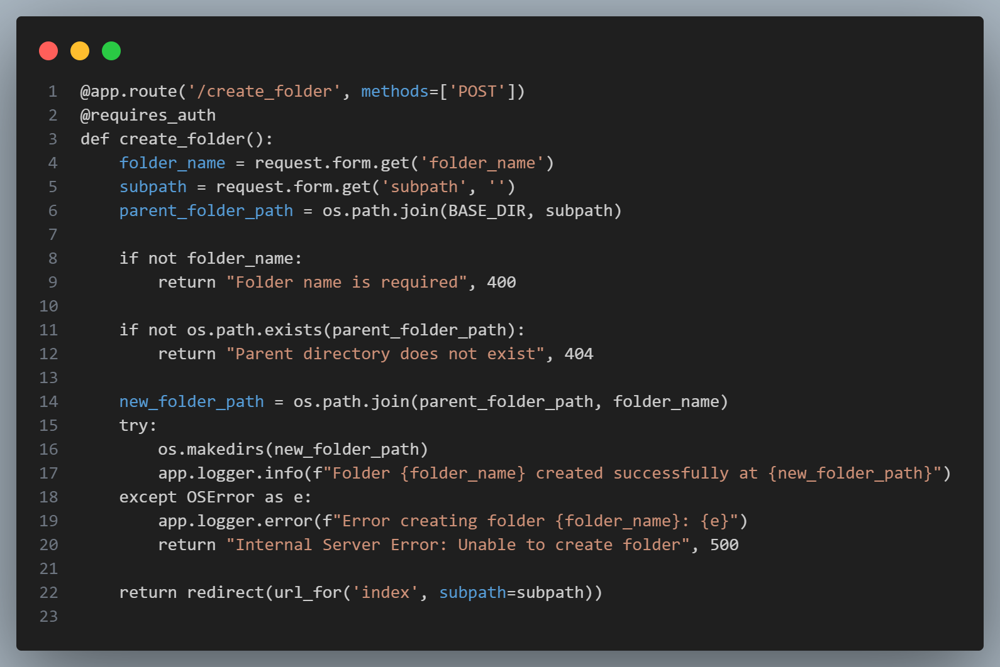 1 @app.route('/create_folder', methods=['POST'])
2 @requires_auth
3 def create_folder():
4     folder_name = request.form.get('folder_name')
5     subpath = request.form.get('subpath', '')
6     parent_folder_path = os.path.join(BASE_DIR, subpath)
7
8     if not folder_name:
9         return "Folder name is required", 400
10
11     if not os.path.exists(parent_folder_path):
12         return "Parent directory does not exist", 404
13
14     new_folder_path = os.path.join(parent_folder_path, folder_name)
15     try:
16         os.makedirs(new_folder_path)
17         app.logger.info(f"Folder {folder_name} created successfully at {new_folder_path}")
18     except OSError as e:
19         app.logger.error(f"Error creating folder {folder_name}: {e}")
20         return "Internal Server Error: Unable to create folder", 500
21
22     return redirect(url_for('index', subpath=subpath))
23